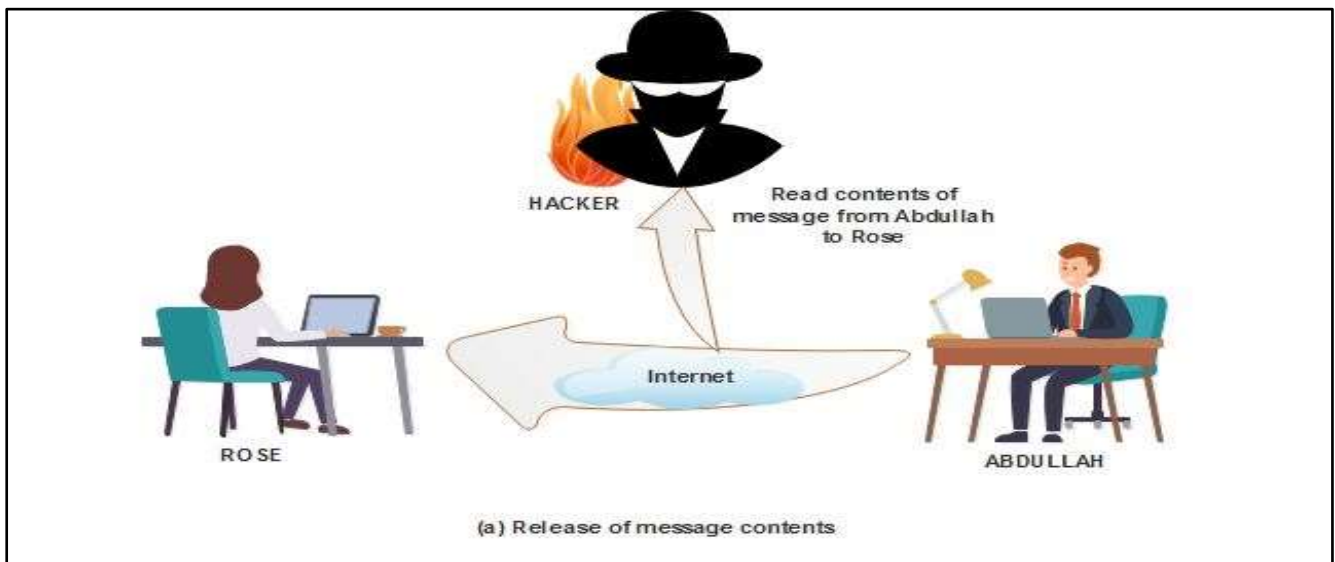 HACKER
Read contents of
message from Abdullah
to Rose
Internet
ROSE
ABDULLAH
(a) Release of message contents